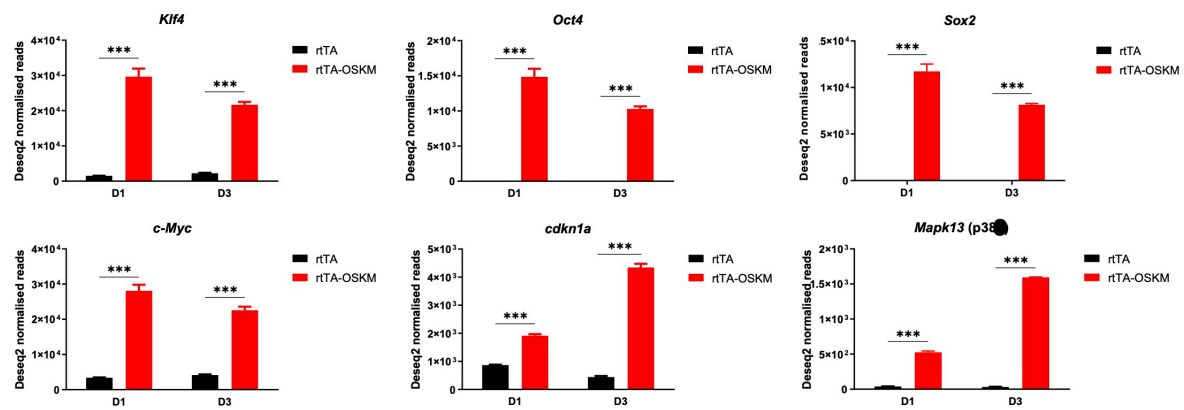 Klf4
Deseq2 normalised reads
4×10⁴
3×10⁴
2×10⁴
1×10⁴
0
***
***
D1
D3
rtTA
rtTA-OSKM
Oct4
Deseq2 normalised reads
2×10⁴
1.5×10⁴
1×10⁴
5×10³
0
***
***
D1
D3
rtTA
rtTA-OSKM
Sox2
Deseq2 normalised reads
5×10⁴
1×10⁴
5×10³
0
***
***
D1
D3
rtTA
rtTA-OSKM
c-Myc
Deseq2 normalised reads
4×10⁴
3×10⁴
2×10⁴
1×10⁴
0
***
***
D1
D3
rtTA
rtTA-OSKM
cdkn1a
Deseq2 normalised reads
5×10³
4×10³
3×10³
2×10³
1×10³
0
***
***
D1
D3
rtTA
rtTA-OSKM
Mapk13 (p38
Deseq2 normalised reads
2×10³
1.5×10³
1×10³
5×10²
0
***
***
D1
D3
rtTA
rtTA-OSKM